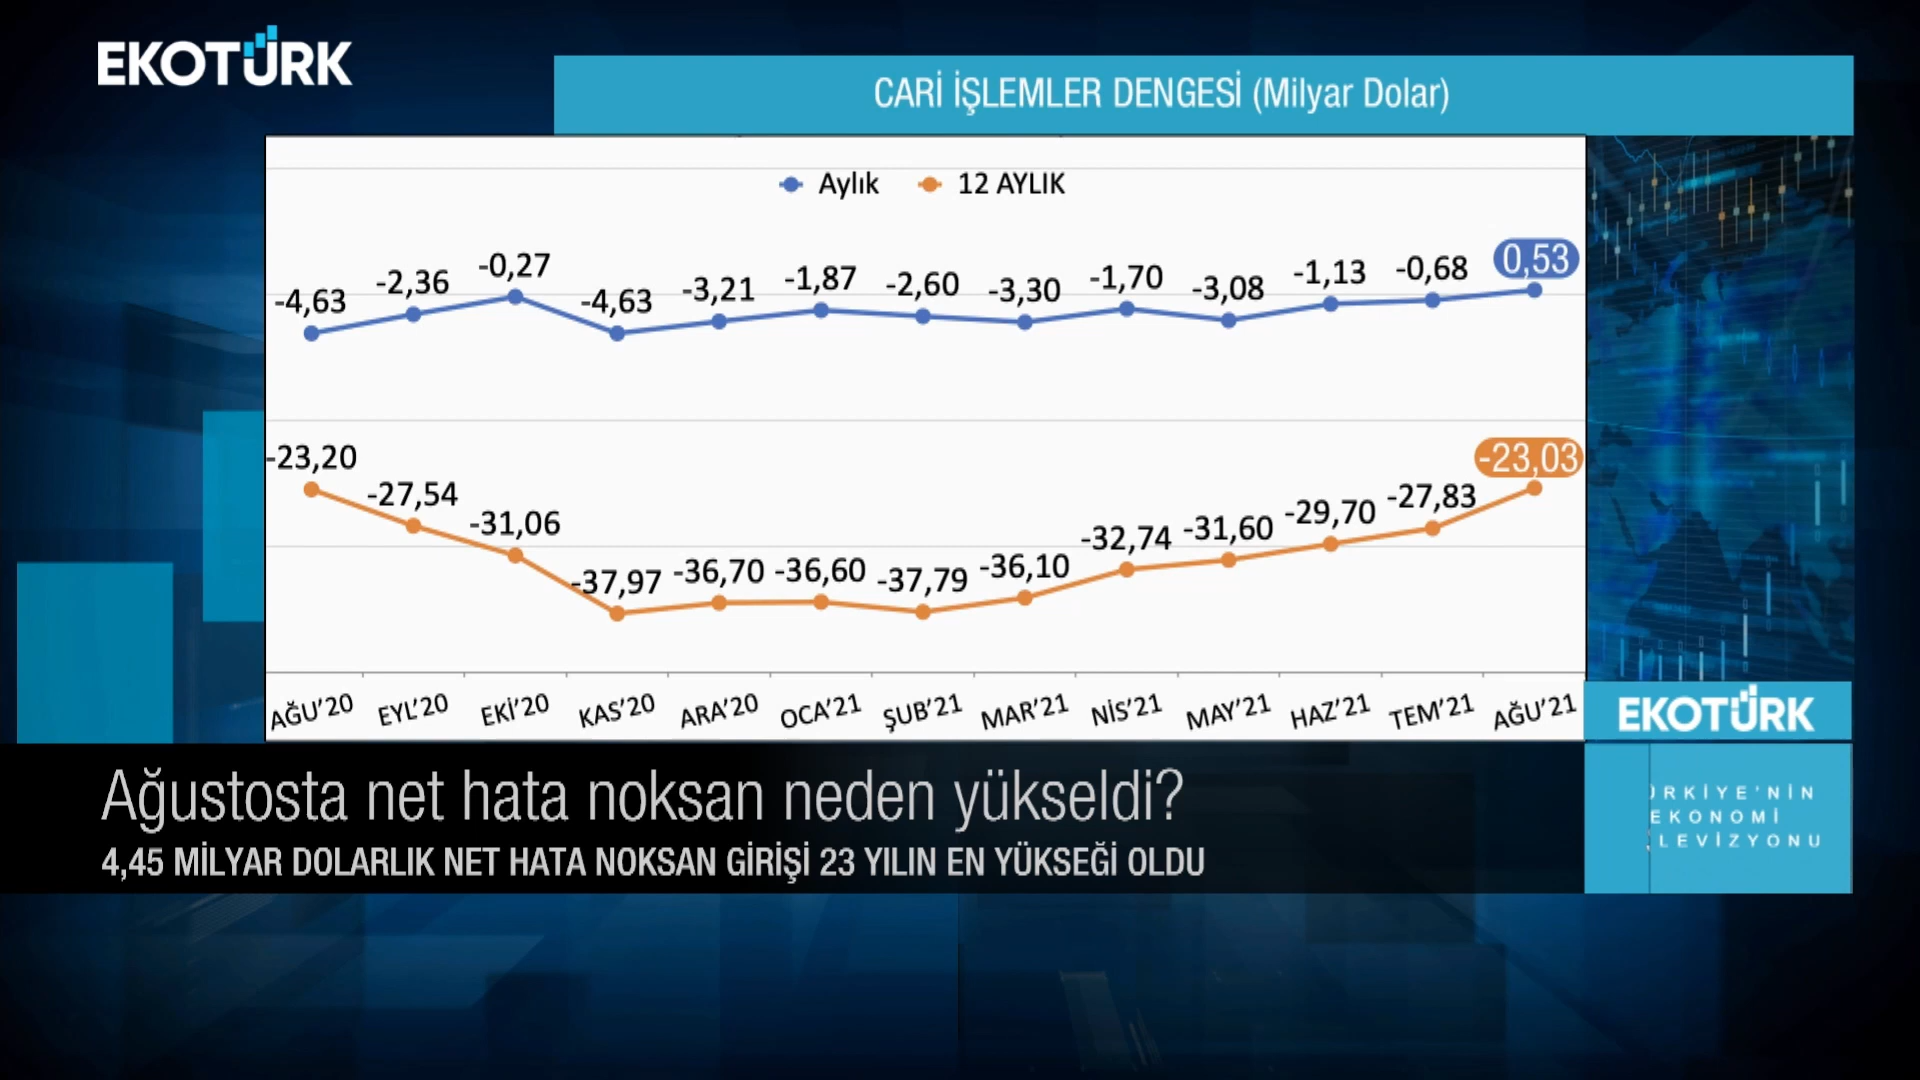 EKOTÜRK
CARİ İŞLEMLER DENGESİ (Milyar Dolar)
Aylık 12 AYLIK
-4,63 -2,36 -0,27 -4,63 -3,21 -1,87 -2,60 -3,30 -1,70 -3,08 -1,13 -0,68 0,53
-23,20 -27,54 -31,06 -37,97 -36,70 -36,60 -37,79 -36,10 -32,74 -31,60 -29,70 -27,83 -23,03
AĞU'20 EYL'20 EKİ'20 KAS'20 ARA'20 OCA'21 ŞUB'21 MAR'21 NİS'21 MAY'21 HAZ'21 TEM'21 AĞU'21
EKOTÜRK
Ağustosta net hata noksan neden yükseldi?
4,45 MİLYAR DOLARLIK NET HATA NOKSAN GİRİŞİ 23 YILIN EN YÜKSEĞİ OLDU
RKİYE'NİN
EKONOMİ
LEVİZYONU